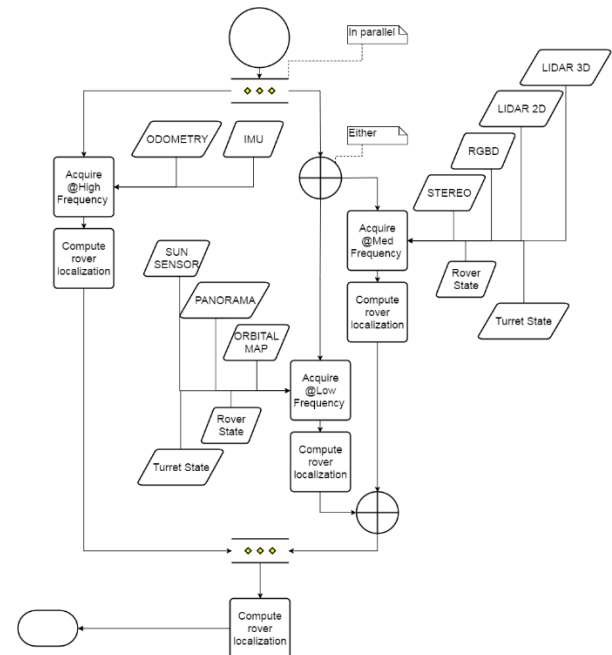 In parallel
LIDAR 3D
LIDAR 2D
ODOMETRY
IMU
Either
RGBD
Acquire
@High
Frequency
STEREO
Acquire
@Med
Frequency
Compute
rover
localization
SUN
SENSOR
Rover
State
PANORAMA
Compute
rover
localization
Turret State
ORBITAL
MAP
Acquire
@Low
Frequency
Rover
State
Turret State
Compute
rover
localization
Compute
rover
localization